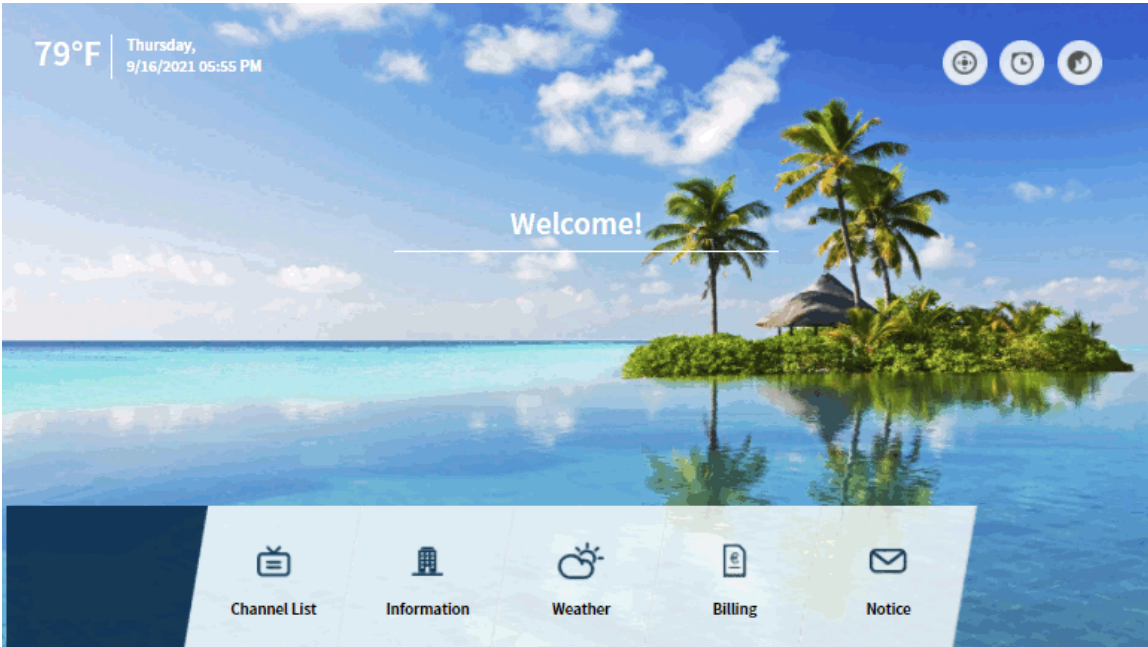 79°F
Thursday,
9/16/2021 05:55 PM
Welcome!
Channel List
Information
Weather
€
Billing
Notice